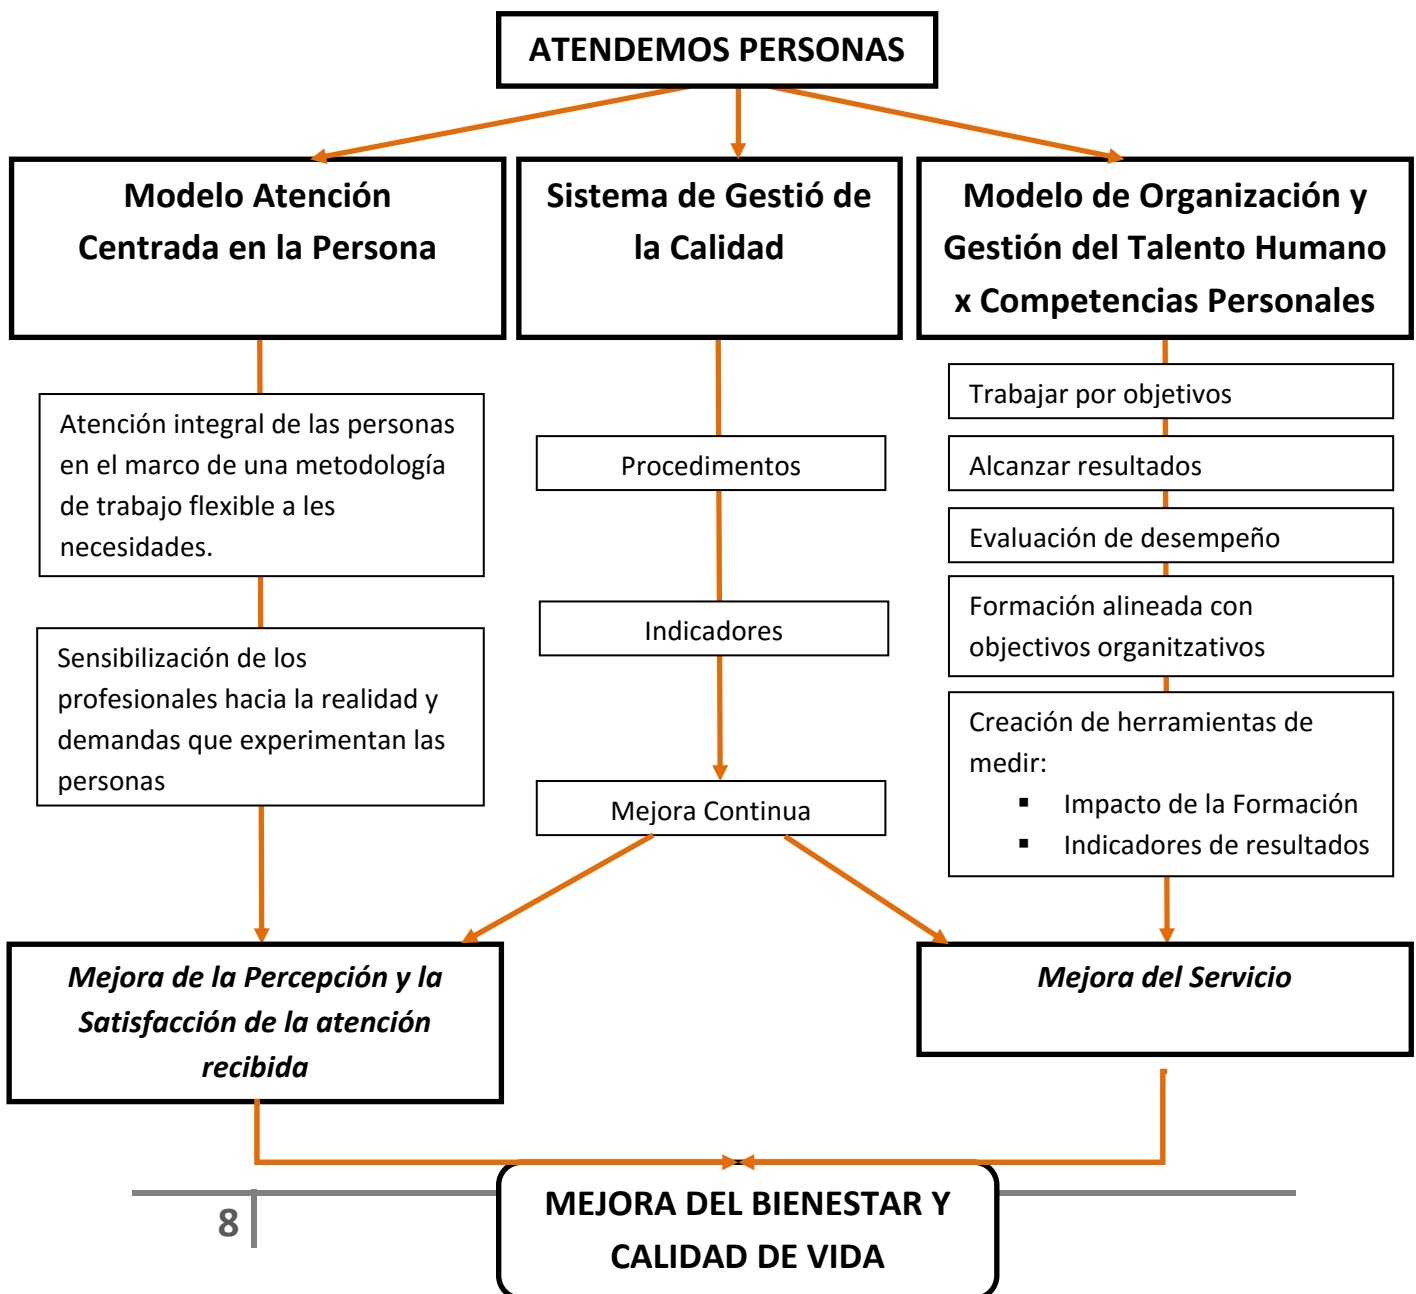 ATENDEMOS PERSONAS
Modelo Atención
Centrada en la Persona
Sistema de Gestió de
la Calidad
Modelo de Organización y
Gestión del Talento Humano
x Competencias Personales
Atención integral de las personas
en el marco de una metodología
de trabajo flexible a les
necesidades.
Sensibilización de los
profesionales hacia la realidad y
demandas que experimentan las
personas
Procedimentos
Indicadores
Mejora Continua
Trabajar por objetivos
Alcanzar resultados
Evaluación de desempeño
Formación alineada con
objectivos organitzativos
Creación de herramientas de
medir:
▪ Impacto de la Formación
▪ Indicadores de resultados
Mejora de la Percepción y la
Satisfacción de la atención
recibida
Mejora del Servicio
MEJORA DEL BIENESTAR Y
CALIDAD DE VIDA
8